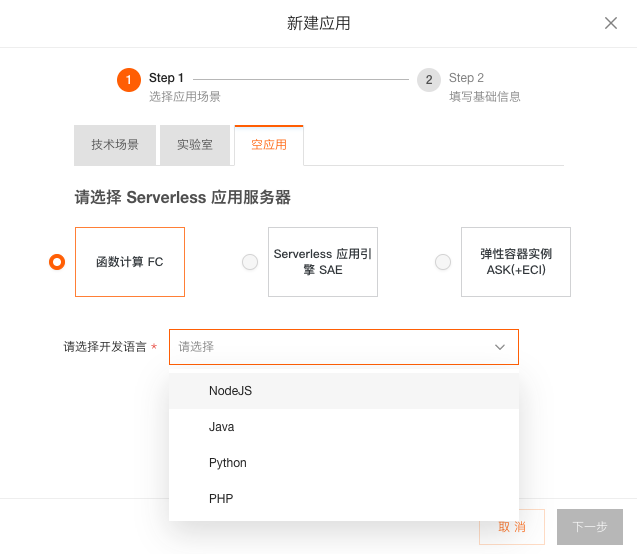 新建应用
1 Step 1
选择应用场景
2 Step 2
填写基础信息
技术场景 实验室 空应用
请选择 Serverless 应用服务器
函数计算 FC
Serverless 应用引
擎 SAE
弹性容器实例
ASK(+ECI)
请选择开发语言 * 请选择
NodeJS
Java
Python
PHP
取 消 下一步